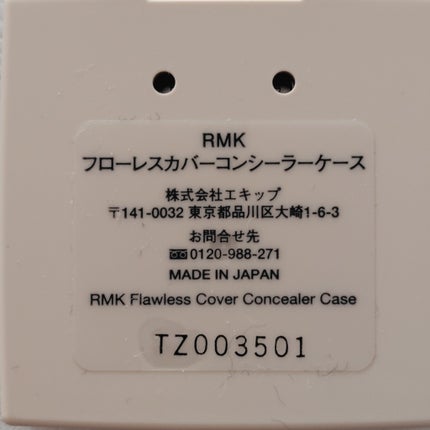 RMK
フローレスカバーコンシーラーケース
株式会社エキップ
〒141-0032 東京都品川区大崎1-6-3
お問合せ先
0120-988-271
MADE IN JAPAN
RMK Flawless Cover Concealer Case
TZ003501